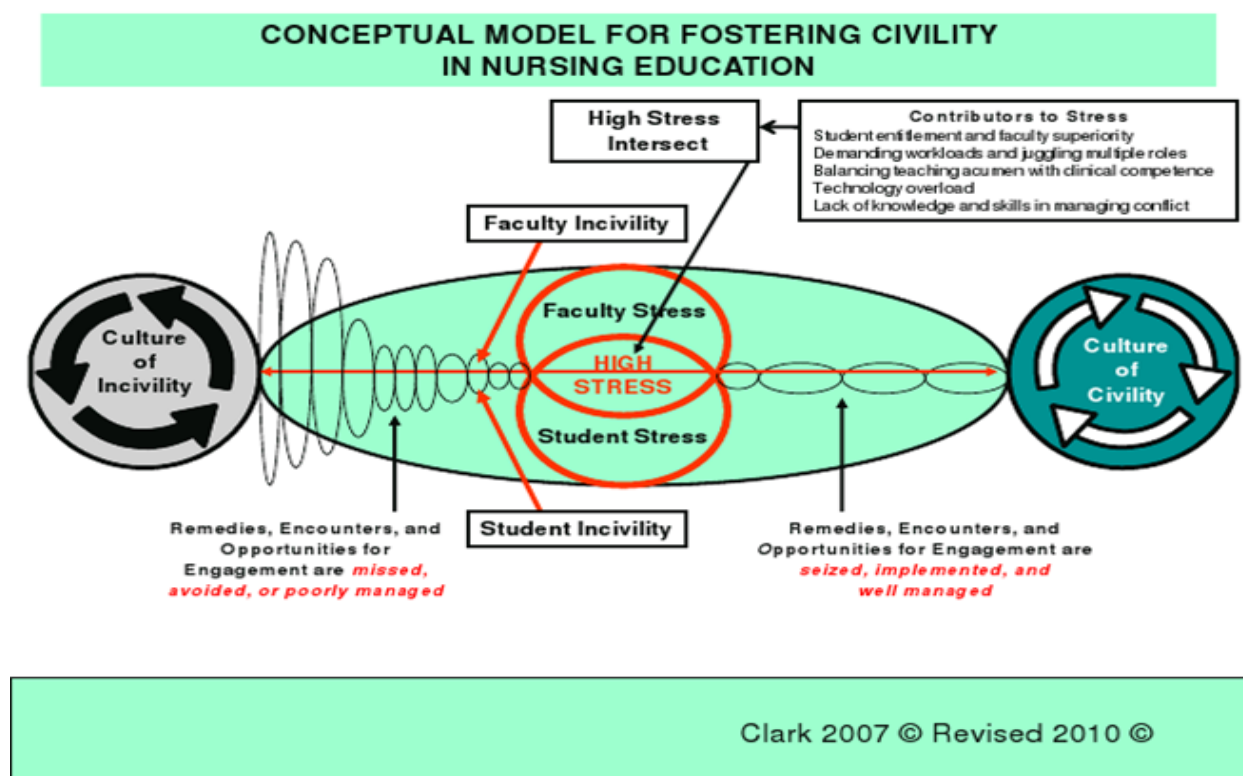 CONCEPTUAL MODEL FOR FOSTERING CIVILITY
IN NURSING EDUCATION
High Stress
Intersect
Contributors to Stress
Student entitlement and faculty superiority
Demanding workloads and juggling multiple roles
Balancing teaching acumen with clinical competence
Technology overload
Lack of knowledge and skills in managing conflict
Faculty Incivility
Culture
of
Incivility
Faculty Stress
HIGH
STRESS
Student Stress
Culture
of
Civility
Student Incivility
Remedies, Encounters, and
Opportunities for
Engagement are missed,
avoided, or poorly managed
Remedies, Encounters, and
Opportunities for Engagement are
seized, implemented, and
well managed
Clark 2007 © Revised 2010 ©